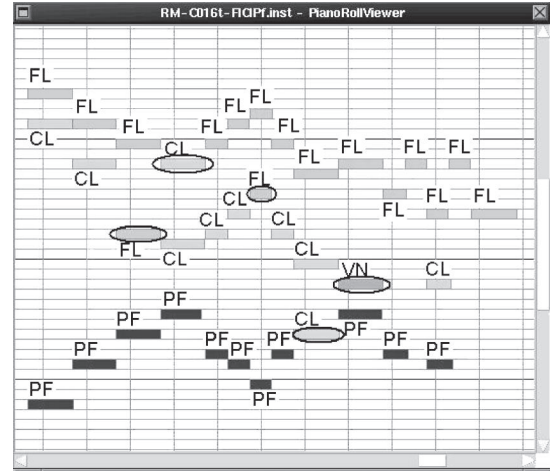 RM-C016t-FlClPf.inst - PianoRollViewer
FL
FL
FL FL
CL FL FL FL
CL FL FL FL FL
CL FL
CL FL FL FL
CL CL
FL CL CL
VN CL
PF
PF CL PF
PF PF PF PF PF
PF PF